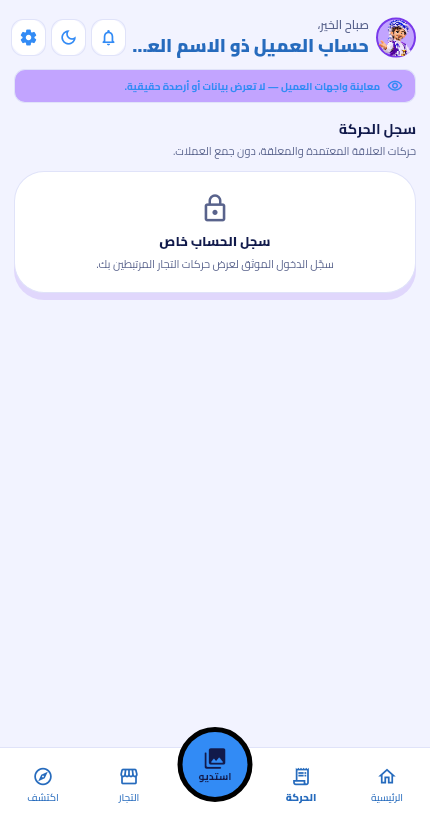 صباح الخير،
حساب العميل ذو الاسم الع...
معاينة واجهات العميل — لا تعرض بيانات أو أرصدة حقيقية.
سجل الحركة
حركات العلاقة المعتمدة والمعلقة، دون جمع العملات.
سجل الحساب خاص
سجّل الدخول الموثق لعرض حركات التجار المرتبطين بك.
الرئيسية
الحركة
استديو
التجار
اكتشف